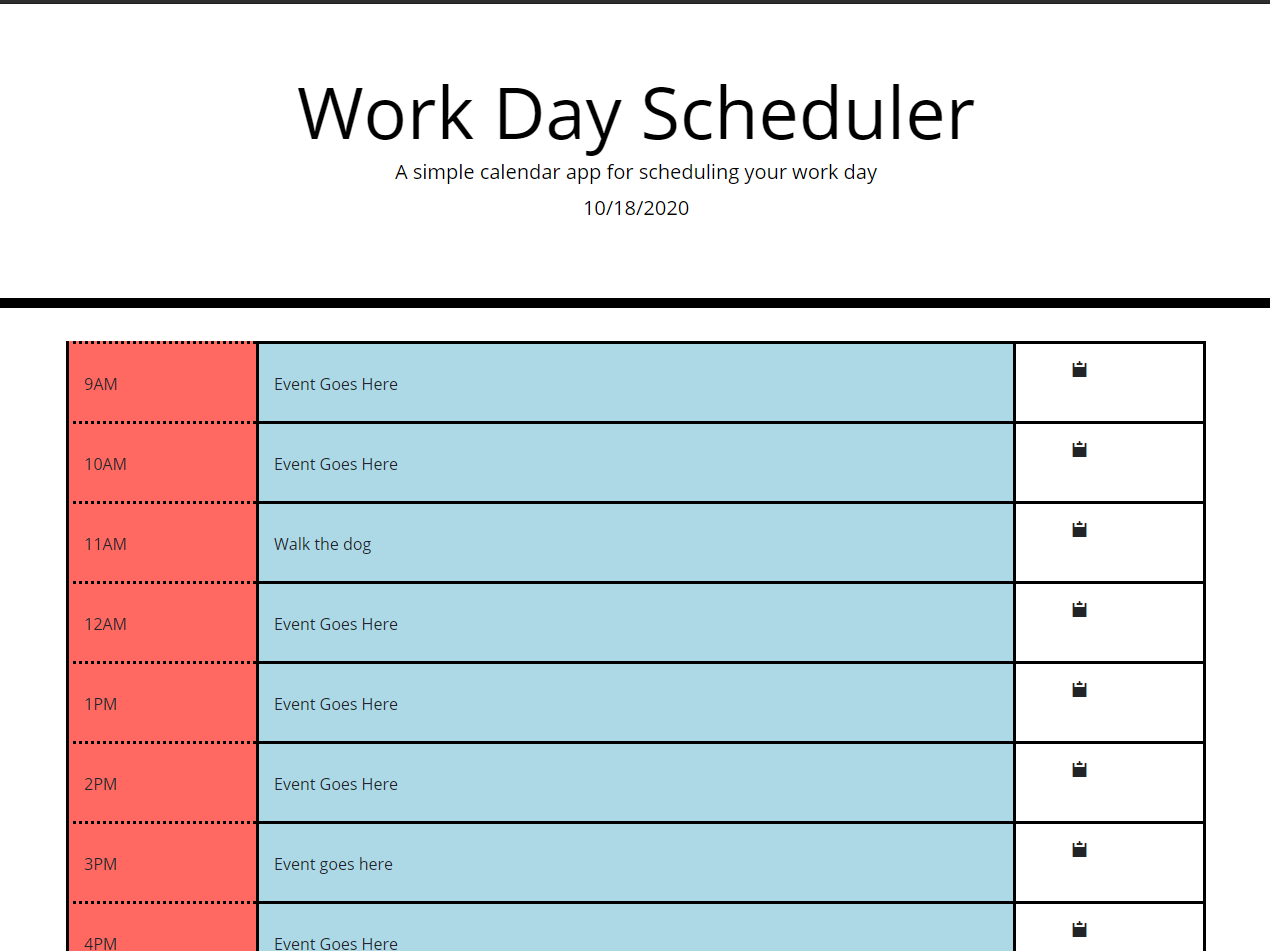 Work Day Scheduler
A simple calendar app for scheduling your work day
10/18/2020
9AM Event Goes Here
10AM Event Goes Here
11AM Walk the dog
12AM Event Goes Here
1PM Event Goes Here
2PM Event Goes Here
3PM Event goes here
4PM Event Goes Here